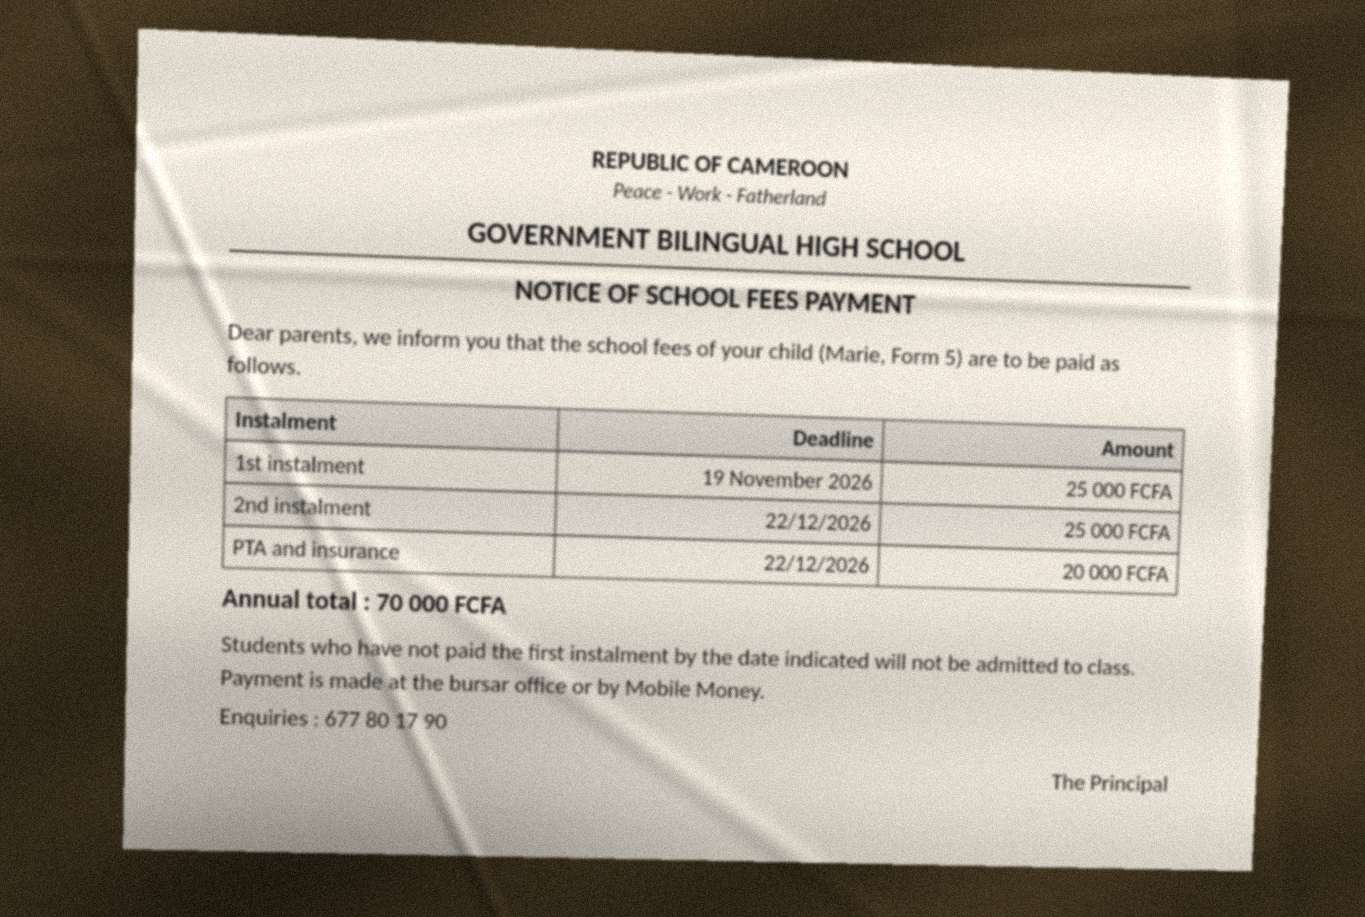 REPUBLIC OF CAMEROON
Peace - Work - Fatherland
GOVERNMENT BILINGUAL HIGH SCHOOL
NOTICE OF SCHOOL FEES PAYMENT
Dear parents, we inform you that the school fees of your child (Marie, Form 5) are to be paid as
follows.
Instalment Deadline Amount
1st instalment 19 November 2026 25 000 FCFA
2nd instalment 22/12/2026 25 000 FCFA
PTA and insurance 22/12/2026 20 000 FCFA
Annual total : 70 000 FCFA
Students who have not paid the first instalment by the date indicated will not be admitted to class.
Payment is made at the bursar office or by Mobile Money.
Enquiries : 677 80 17 90
The Principal